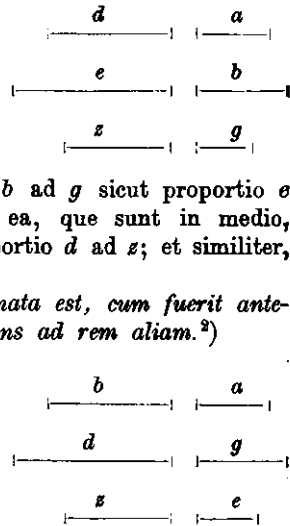 d a
e b
z g
b ad g sicut proportio e
ea, que sunt in medio,
portio d ad z; et similiter,
nata est, cum fuerit ante-
ns ad rem aliam.²)
b a
d g
z e